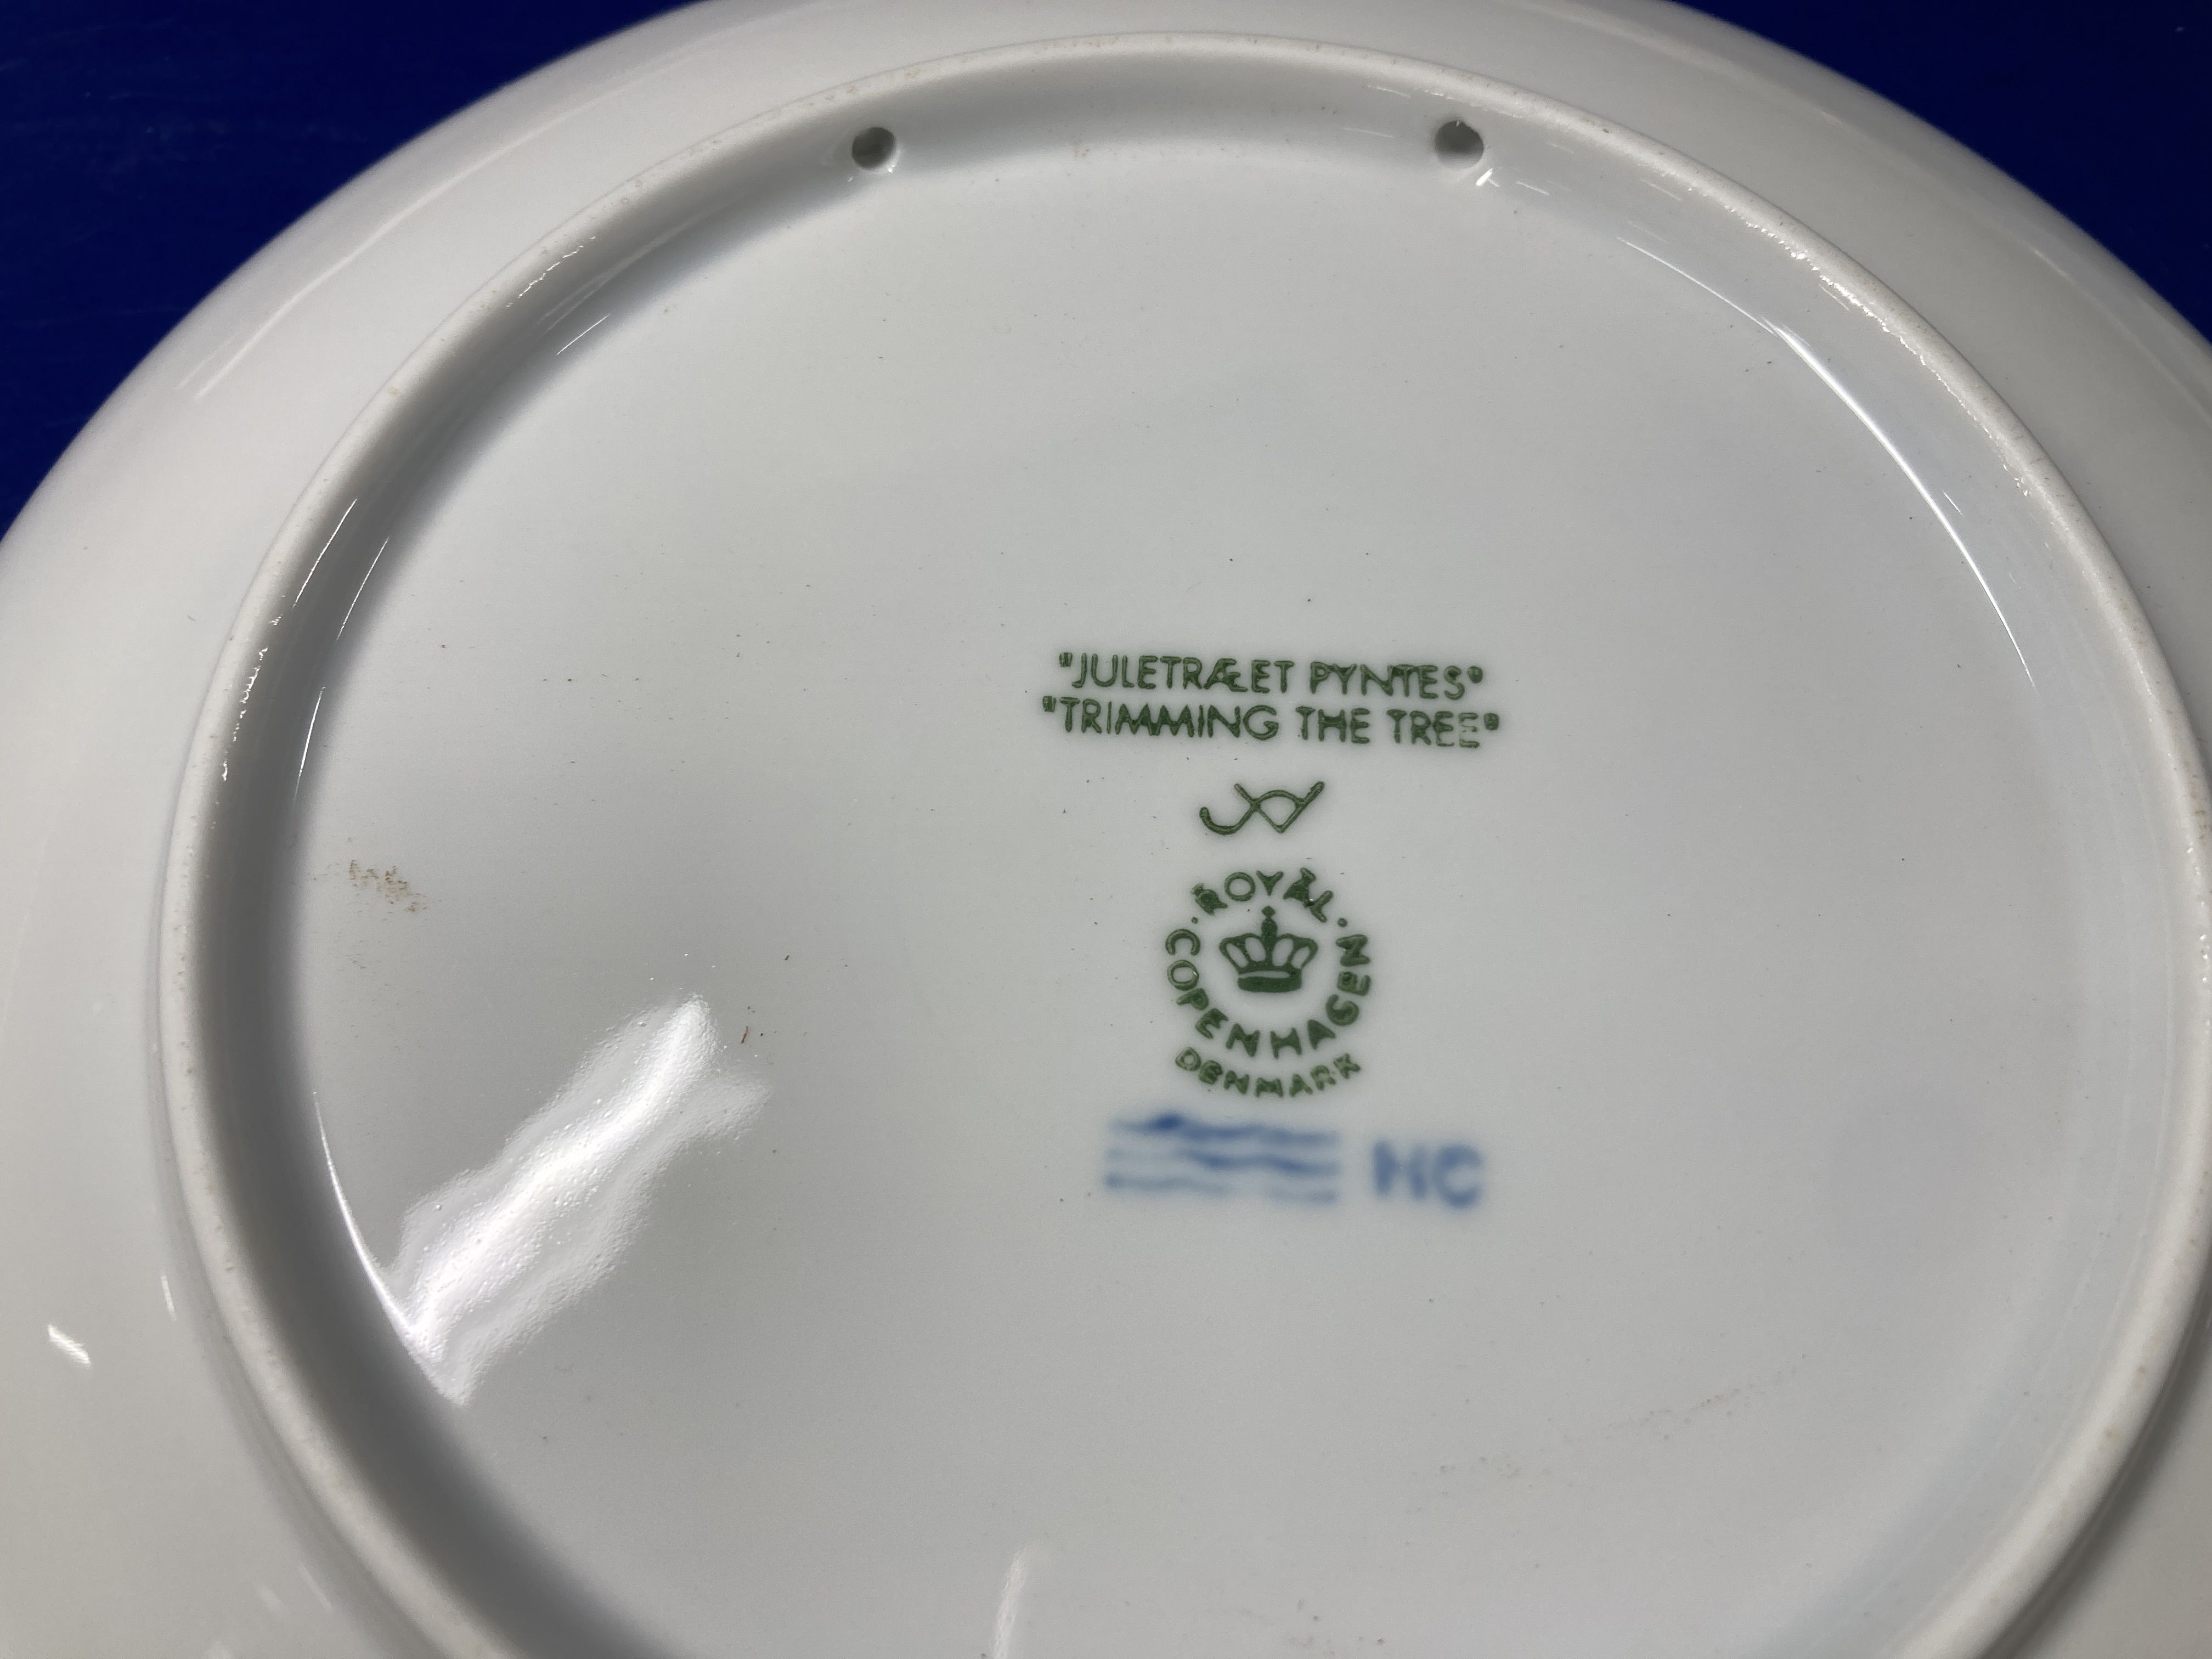 "JULETRÆET PYNTES"
"TRIMMING THE TREE"
ROYAL
COPENHAGEN
DENMARK
HC